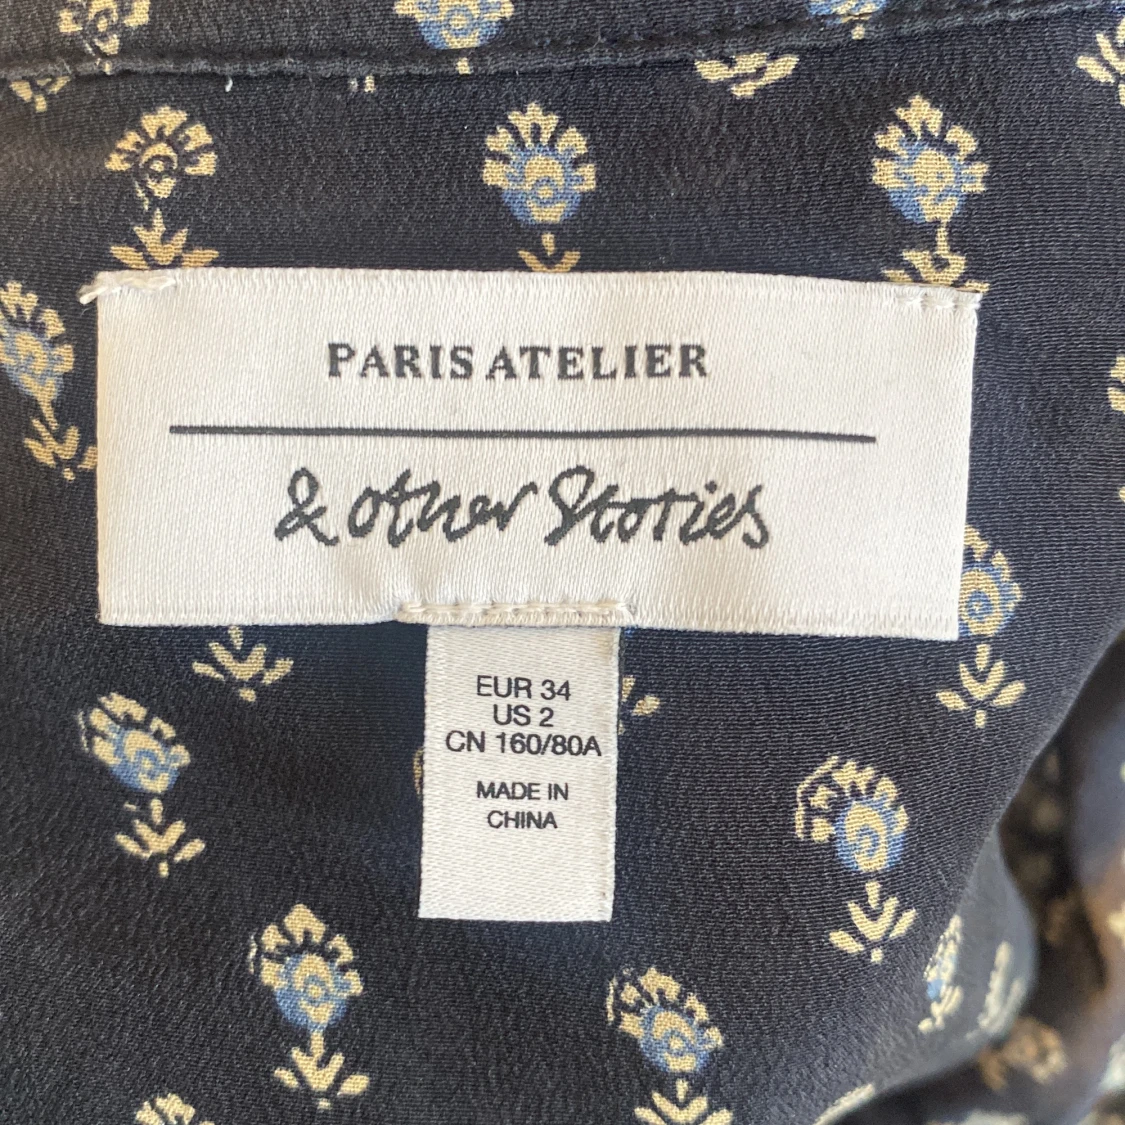 PARIS ATELIER
& other Stories
EUR 34
US 2
CN 160/80A
MADE IN
CHINA